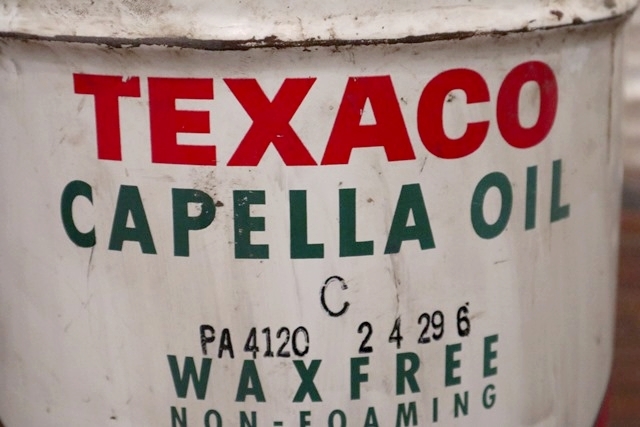 TEXACO
CAPELLA OIL
C
PA 4120 2 4 29 6
WAXFREE
NON-FOAMING